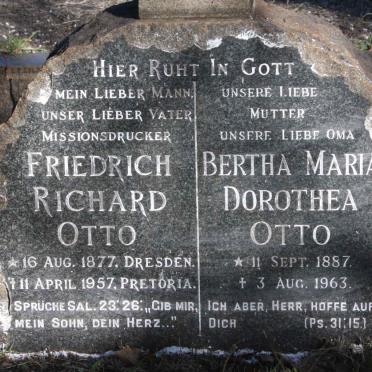 Hier Ruht In Gott
mein Lieber Mann,
unser Lieber Vater
Missionsdrucker
Friedrich
Richard
Otto
* 16 Aug. 1877. Dresden.
† 11 April 1957. Pretoria.
Sprüche Sal. 23. 26. „Gib mir,
mein Sohn, dein Herz..."
unsere Liebe
Mutter
unsere Liebe Oma
Bertha Maria
Dorothea
Otto
* 11 Sept. 1887.
† 3 Aug. 1963.
Ich aber, Herr, hoffe auf
Dich (Ps. 31:15.)